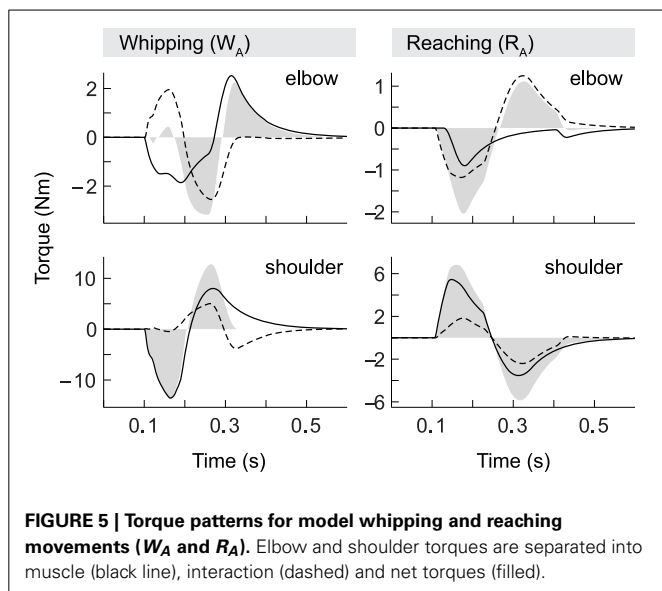 Whipping (W_A)
Reaching (R_A)
elbow
elbow
2
0
−2
1
0
−1
−2
Torque (Nm)
shoulder
shoulder
10
0
−10
6
2
−2
−6
0.1 0.3 0.5
0.1 0.3 0.5
Time (s)
Time (s)
FIGURE 5 | Torque patterns for model whipping and reaching
movements (W_A and R_A). Elbow and shoulder torques are separated into
muscle (black line), interaction (dashed) and net torques (filled).